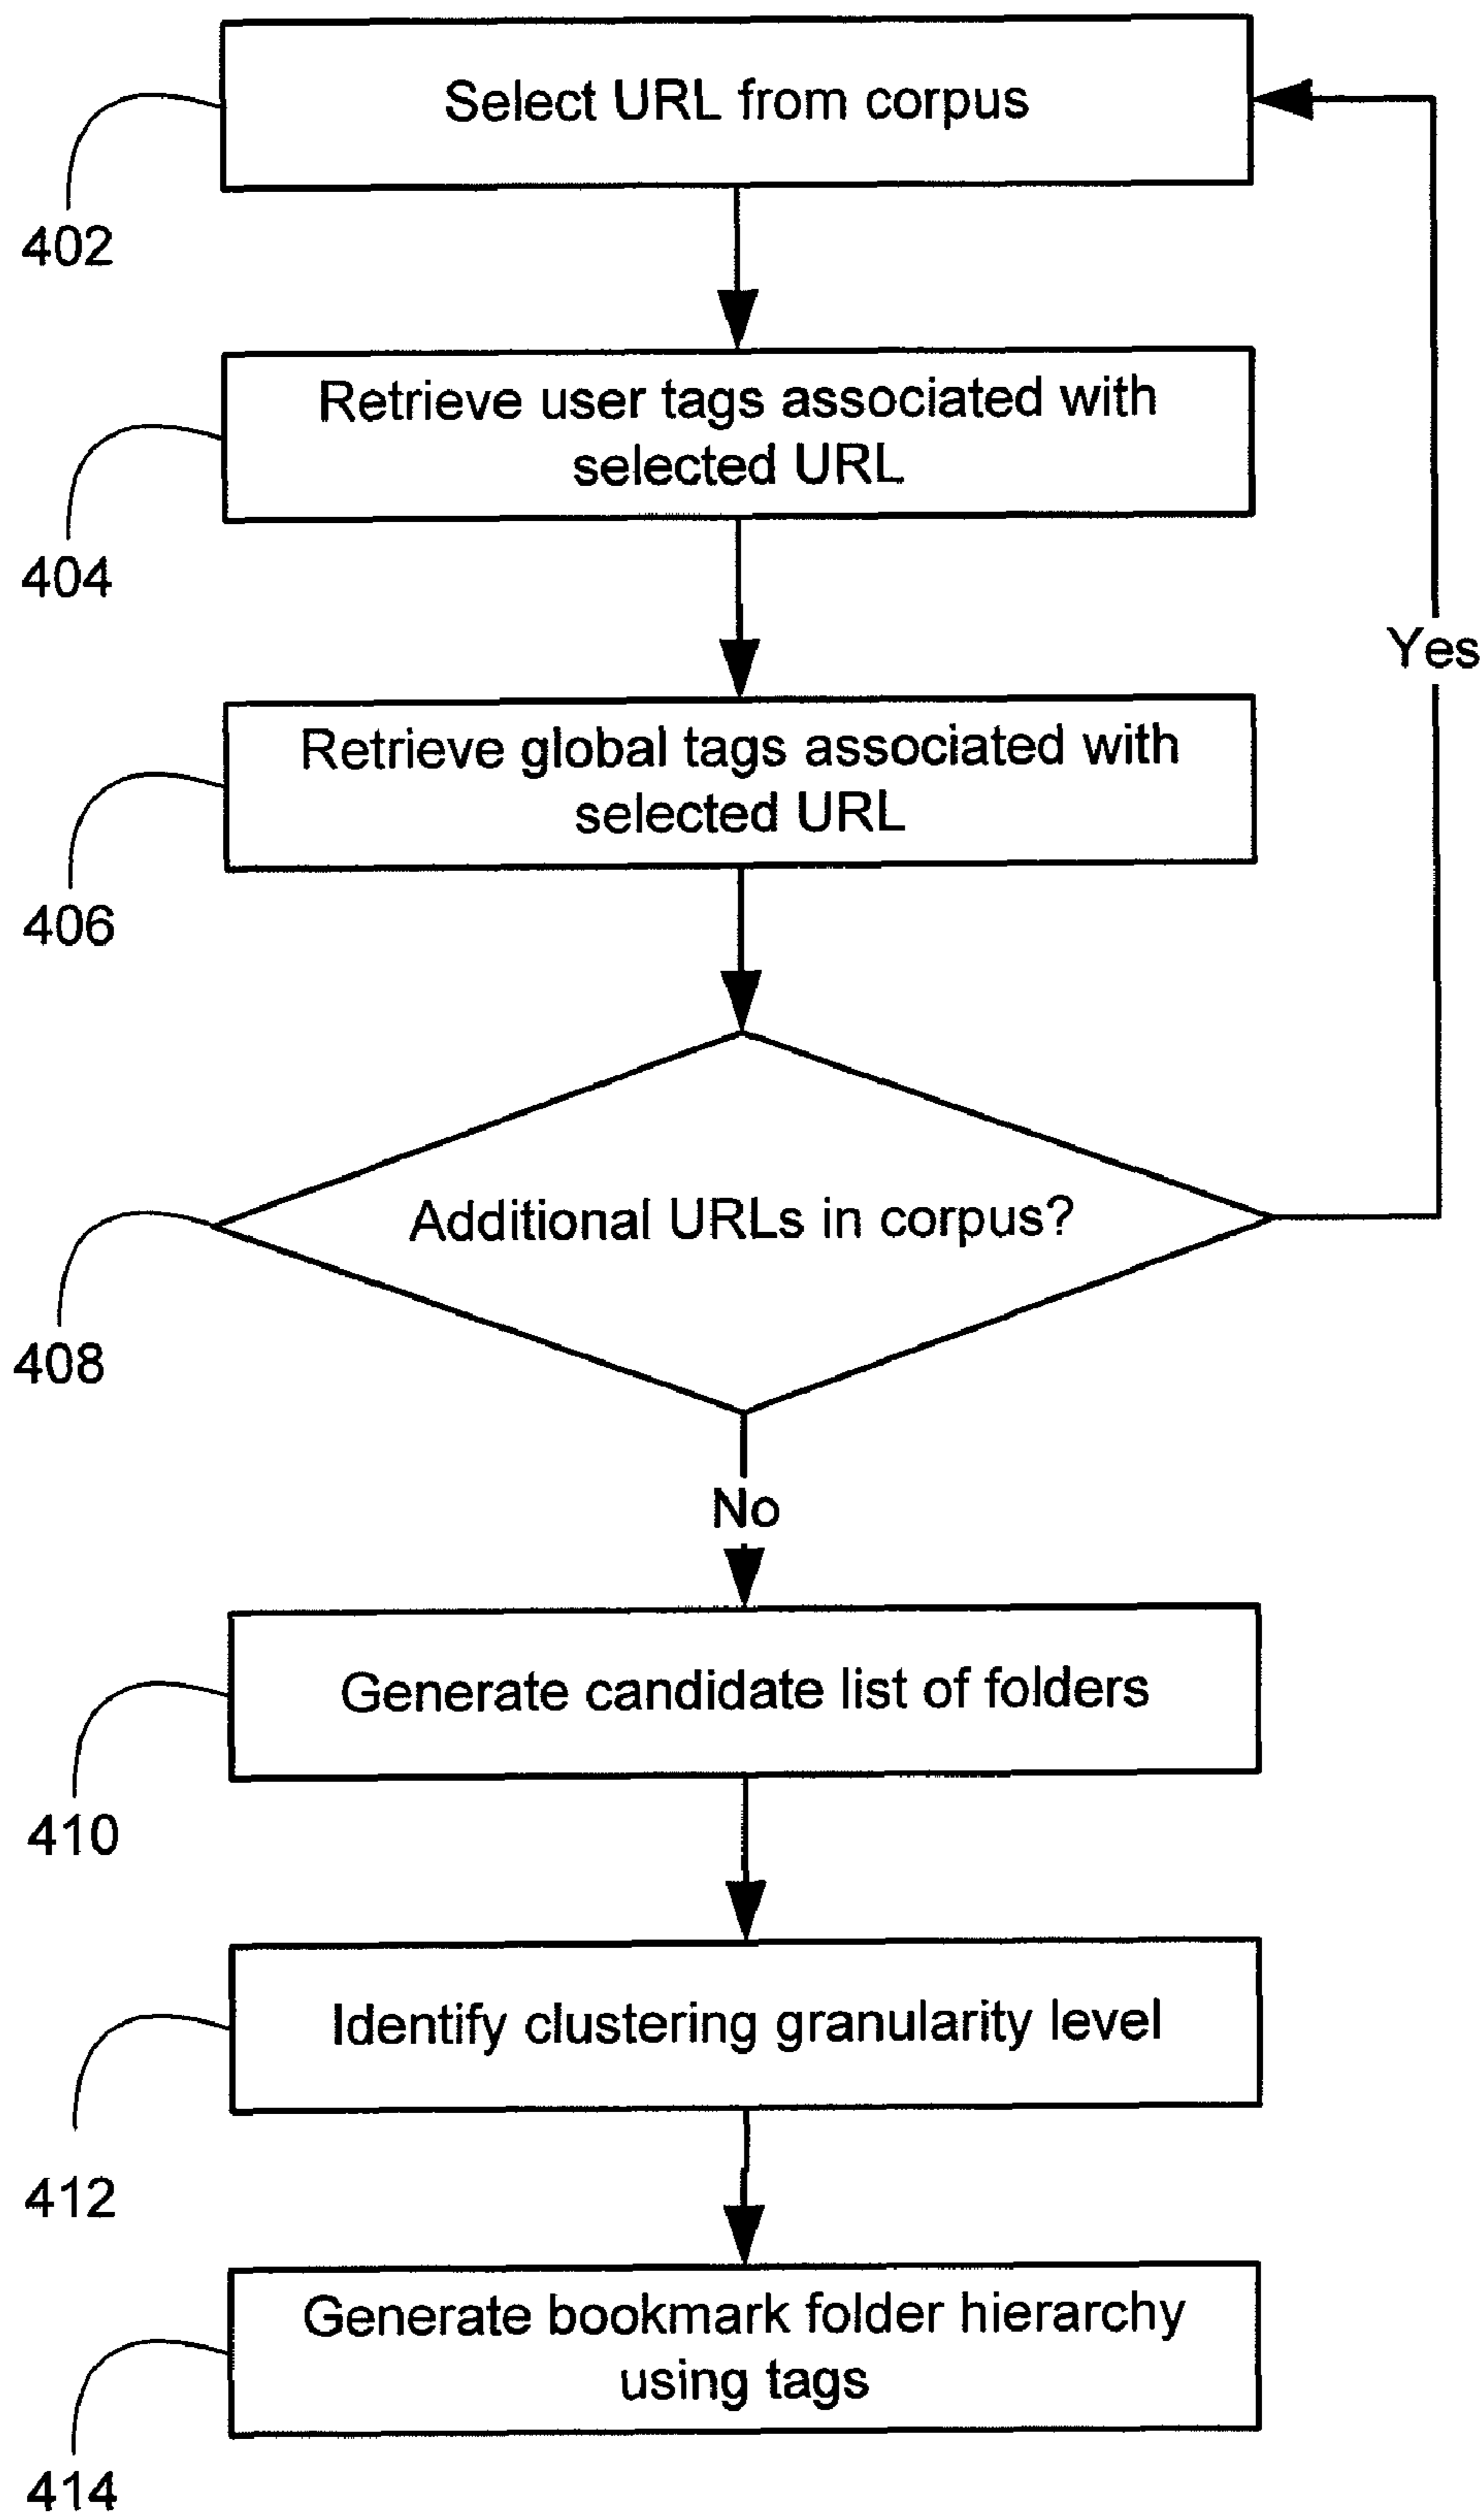 Select URL from corpus
402
Retrieve user tags associated with
selected URL
404
Yes
Retrieve global tags associated with
selected URL
406
Additional URLs in corpus?
408
No
Generate candidate list of folders
410
Identify clustering granularity level
412
Generate bookmark folder hierarchy
using tags
414